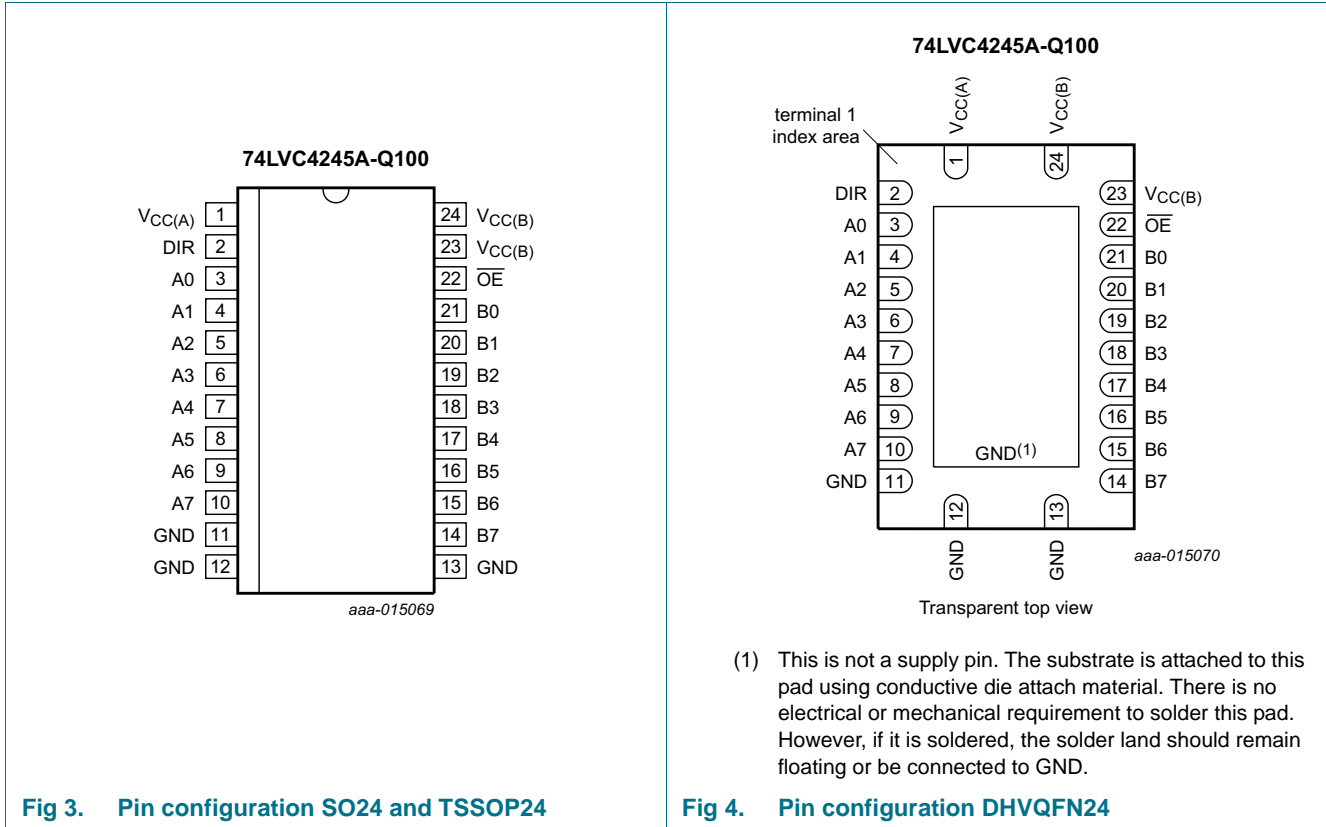 74LVC4245A-Q100
VCC(A) 1
DIR 2
A0 3
A1 4
A2 5
A3 6
A4 7
A5 8
A6 9
A7 10
GND 11
GND 12
24 VCC(B)
23 VCC(B)
22 OE
21 B0
20 B1
19 B2
18 B3
17 B4
16 B5
15 B6
14 B7
13 GND
aaa-015069
Fig 3. Pin configuration SO24 and TSSOP24
74LVC4245A-Q100
terminal 1
index area
VCC(A)
VCC(B)
1
24
DIR 2
A0 3
A1 4
A2 5
A3 6
A4 7
A5 8
A6 9
A7 10
GND 11
23 VCC(B)
22 OE
21 B0
20 B1
19 B2
18 B3
17 B4
16 B5
15 B6
14 B7
GND(1)
12
13
GND
GND
aaa-015070
Transparent top view
(1) This is not a supply pin. The substrate is attached to this
pad using conductive die attach material. There is no
electrical or mechanical requirement to solder this pad.
However, if it is soldered, the solder land should remain
floating or be connected to GND.
Fig 4. Pin configuration DHVQFN24